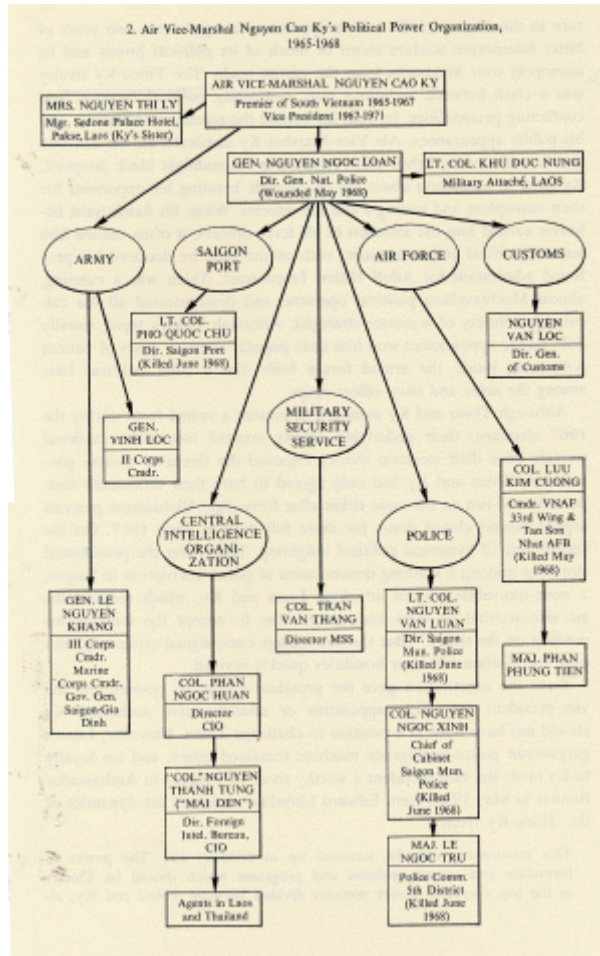 2. Air Vice-Marshal Nguyen Cao Ky's Political Power Organization,
1965-1968
AIR VICE-MARSHAL NGUYEN CAO KY
Premier of South Vietnam 1965-1967
Vice President 1967-1971
MRS. NGUYEN THI LY
Mgr. Sedone Palace Hotel,
Pakse, Laos (Ky's Sister)
GEN. NGUYEN NGOC LOAN
Dir. Gen. Nat. Police
(Wounded May 1968)
LT. COL. KHU DUC NUNG
Military Attaché, LAOS
ARMY
SAIGON
PORT
AIR FORCE
CUSTOMS
LT. COL.
PHO QUOC CHU
Dir. Saigon Port
(Killed June 1968)
NGUYEN
VAN LOC
Dir. Gen.
of Customs
GEN.
VINH LOC
II Corps
Cmdr.
MILITARY
SECURITY
SERVICE
COL. LUU
KIM CUONG
Cmdr. VNAF
33rd Wing &
Tan Son
Nhut AFB
(Killed May
1968)
CENTRAL
INTELLIGENCE
ORGANI-
ZATION
POLICE
GEN. LE
NGUYEN
KHANG
III Corps
Cmdr.
Marine
Corps Cmdr.
Gov. Gen.
Saigon-Gia
Dinh
COL. TRAN
VAN THANG
Director MSS
LT. COL.
NGUYEN
VAN LUAN
Dir. Saigon
Mun. Police
(Killed June
1968)
MAJ. PHAN
PHUNG TIEN
COL. PHAN
NGOC HUAN
Director
CIO
COL. NGUYEN
NGOC XINH
Chief of
Cabinet
Saigon Mun.
Police
(Killed
June 1968)
"COL." NGUYEN
THANH TUNG
("MAI DEN")
Dir. Foreign
Intel. Bureau,
CIO
MAJ. LE
NGOC TRU
Police Comm.
5th District
(Killed June
1968)
Agents in Laos
and Thailand